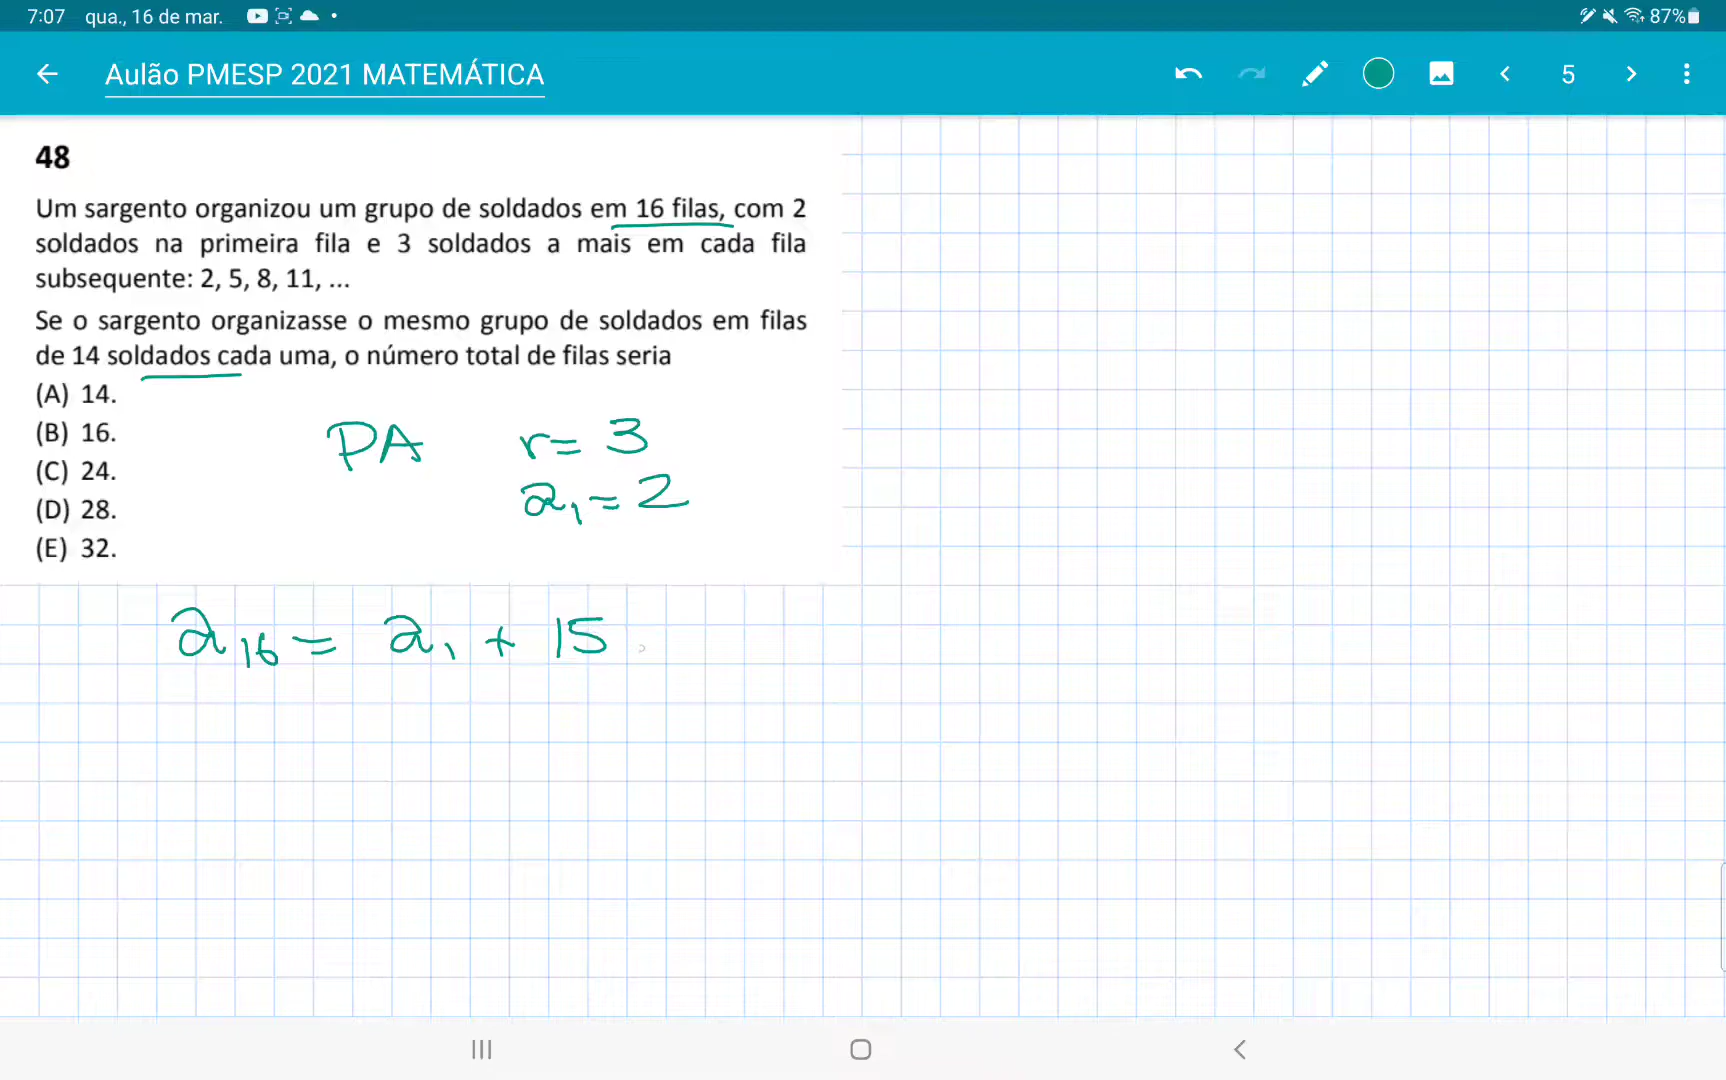 7:07 qua., 16 de mar. 87%
Aulão PMESP 2021 MATEMÁTICA 5
48
Um sargento organizou um grupo de soldados em 16 filas, com 2
soldados na primeira fila e 3 soldados a mais em cada fila
subsequente: 2, 5, 8, 11, ...
Se o sargento organizasse o mesmo grupo de soldados em filas
de 14 soldados cada uma, o número total de filas seria
(A) 14.
(B) 16.
(C) 24.
(D) 28.
(E) 32.
PA r = 3
a₁ = 2
a₁₆ = a₁ + 15